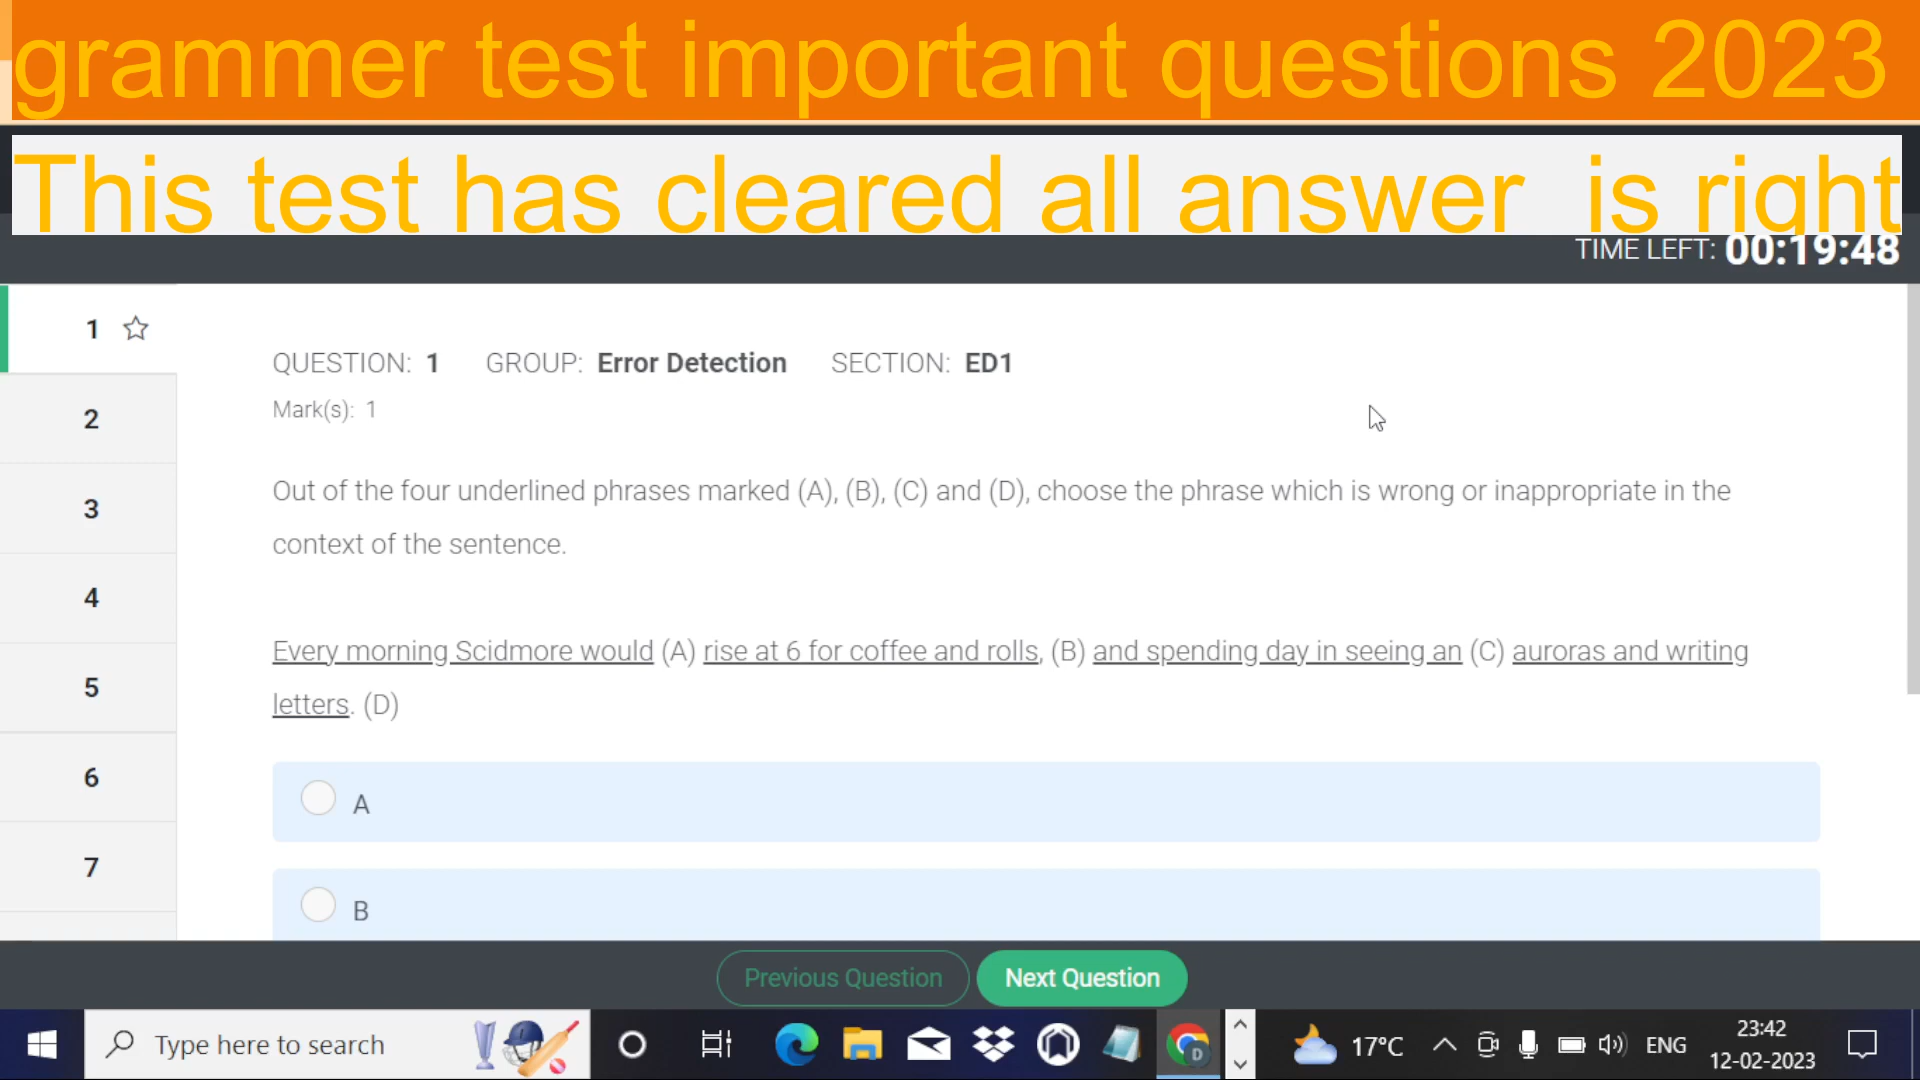 grammer test important questions 2023
This test has cleared all answer is right
TIME LEFT: 00:19:48
1
QUESTION: 1 GROUP: Error Detection SECTION: ED1
Mark(s): 1
2
3
Out of the four underlined phrases marked (A), (B), (C) and (D), choose the phrase which is wrong or inappropriate in the
context of the sentence.
4
Every morning Scidmore would (A) rise at 6 for coffee and rolls, (B) and spending day in seeing an (C) auroras and writing
letters. (D)
5
6
A
7
B
Previous Question Next Question
Type here to search
D
17°C
ENG
23:42
12-02-2023